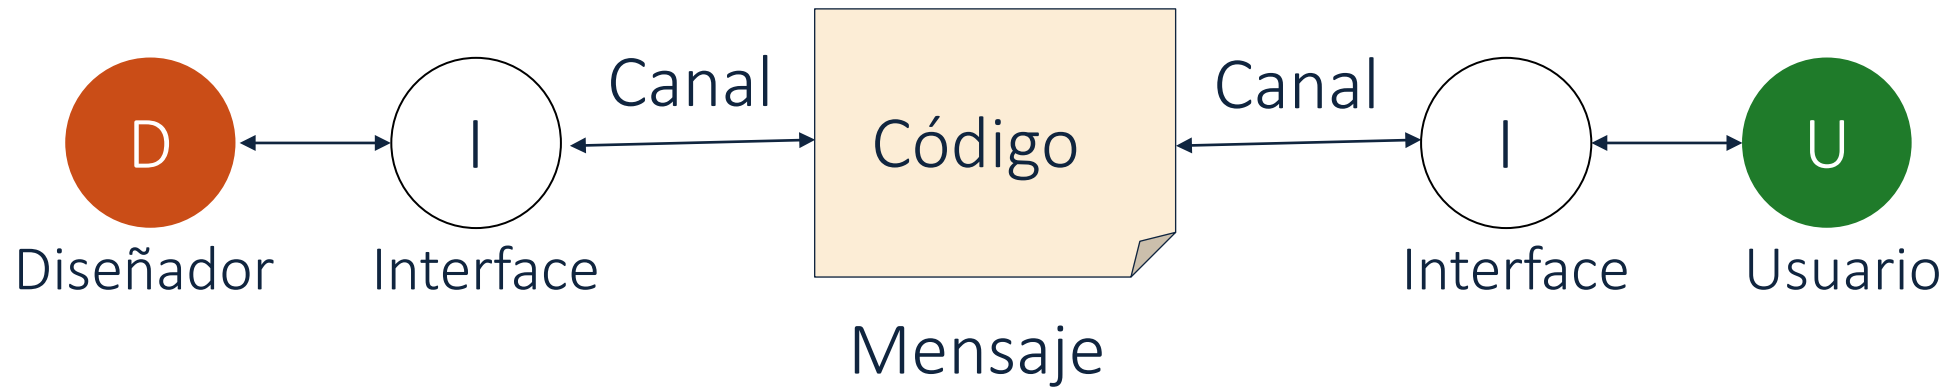 Canal
Canal
D
I
Código
I
U
Diseñador
Interface
Interface
Usuario
Mensaje